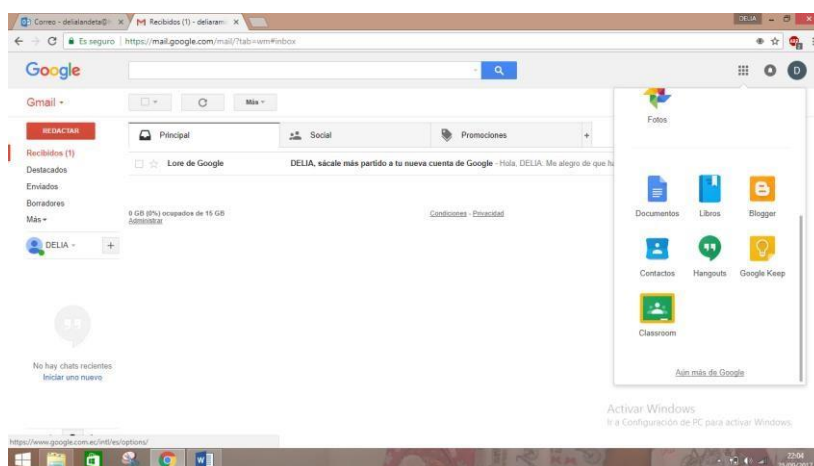 Correo - delialandeta@
Recibidos (1) - deliaram
DELIA
Es seguro | https://mail.google.com/mail/?tab=wm#inbox
Google
D
Gmail
Más
Fotos
REDACTAR
Principal
Social
Promociones
+
Recibidos (1)
Lore de Google
DELIA, sácale más partido a tu nueva cuenta de Google - Hola, DELIA: Me alegro de que
Destacados
Enviados
Borradores
Más
0 GB (0%) ocupados de 15 GB
Administrar
Condiciones - Privacidad
Documentos
Libros
Blogger
DELIA
+
Contactos
Hangouts
Google Keep
Classroom
No hay chats recientes
Iniciar uno nuevo
Aún más de Google
Activar Windows
Ir a Configuración de PC para activar Windows.
https://www.google.com.ec/intl/es/options/
22:04